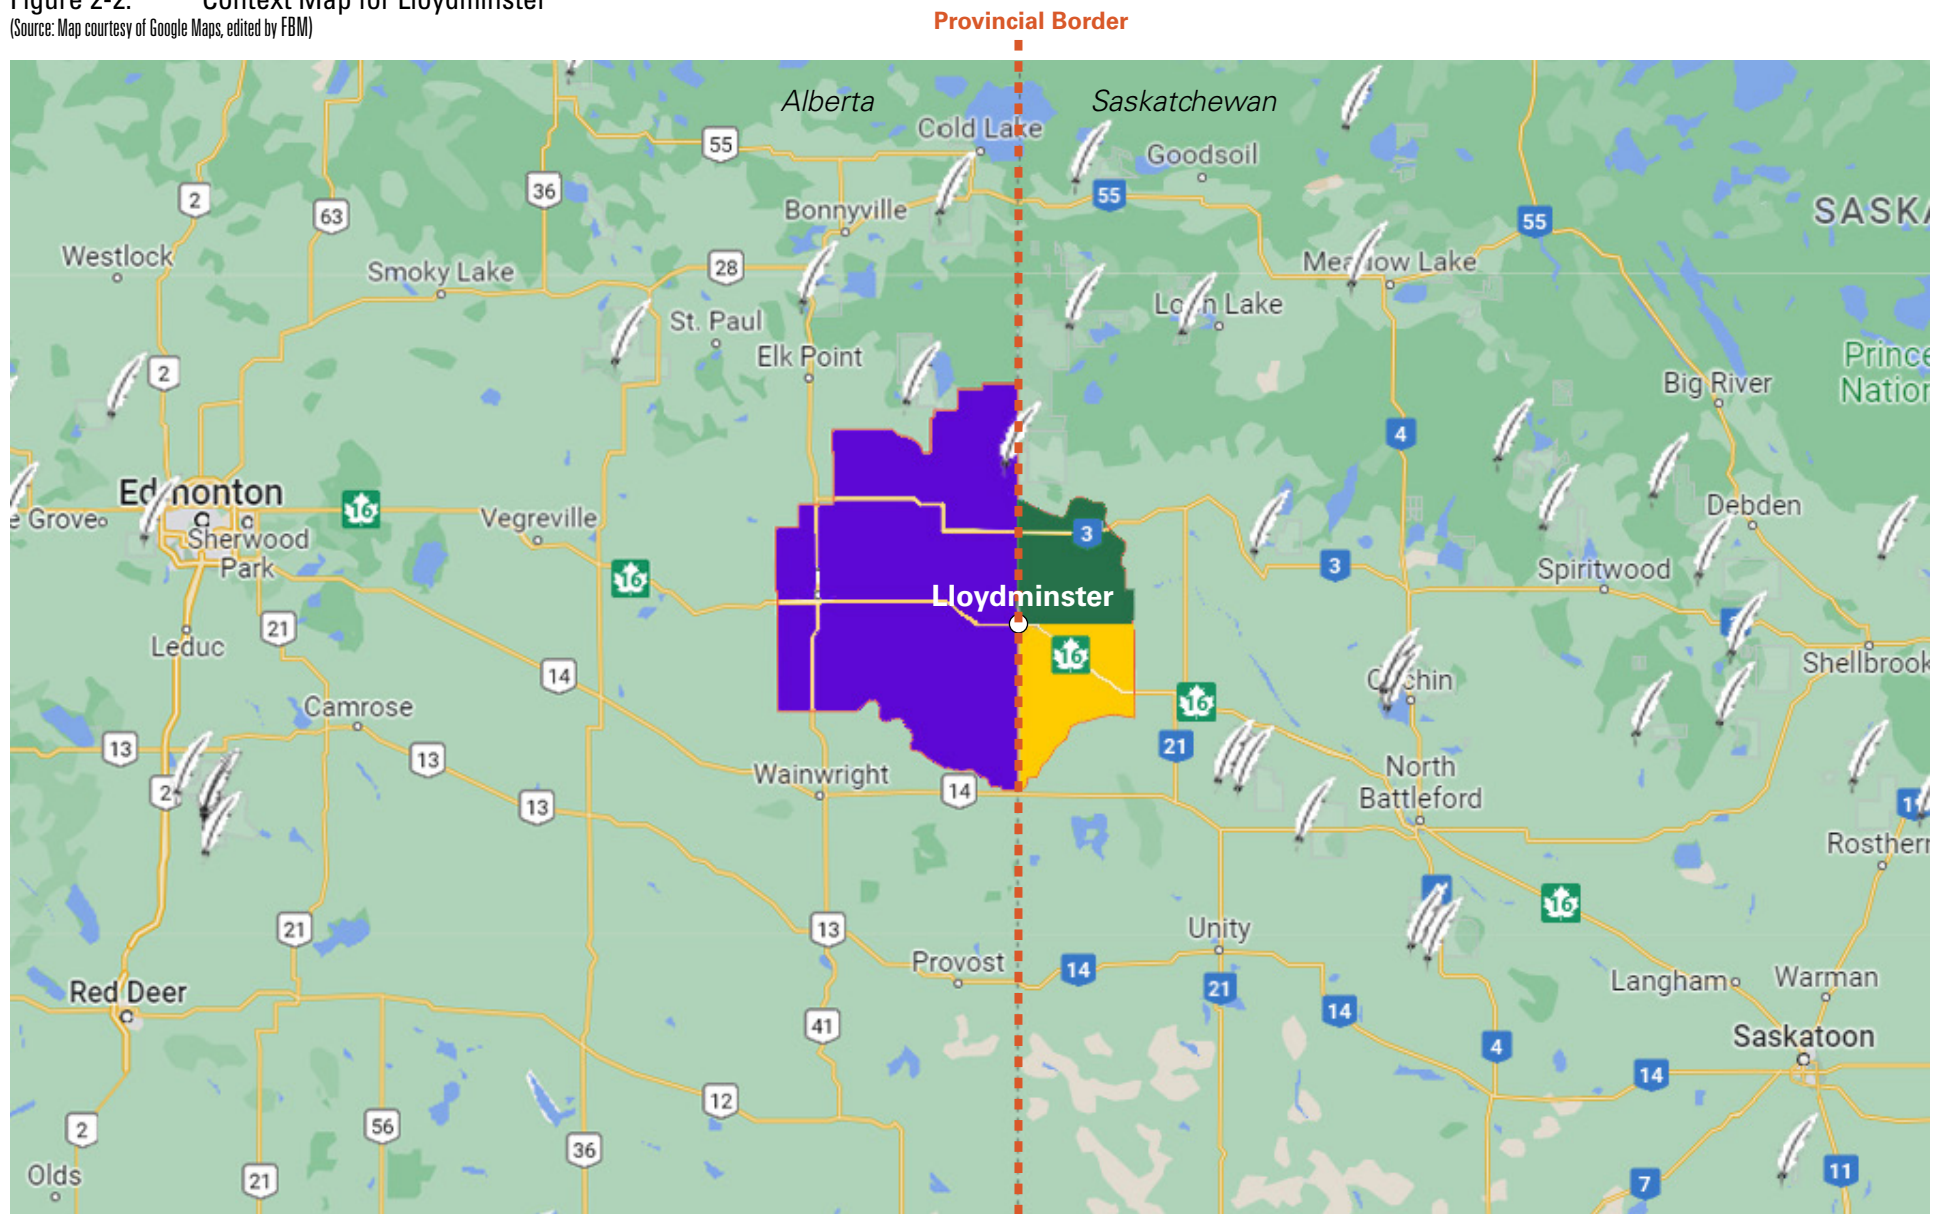 Figure 2-2. Context Map for Lloydminster
(Source: Map courtesy of Google Maps, edited by FBM)
Provincial Border
Alberta
Saskatchewan
Cold Lake
Goodsoil
55
36
2
63
55
55
SASKA
Bonnyville
Westlock
Smoky Lake
28
Meadow Lake
St. Paul
Loon Lake
Elk Point
2
Prince
Nation
Big River
4
Edmonton
16
e Grove
Vegreville
Debden
Sherwood
Park
3
3
16
Spiritwood
Lloydminster
21
Leduc
16
Shellbrook
14
Cochin
16
Camrose
13
13
21
2
Wainwright
14
North
Battleford
13
Rosthern
16
21
13
Unity
Provost
14
21
Langham
Warman
Red Deer
14
41
Saskatoon
4
14
12
2
56
36
Olds
21
7
11